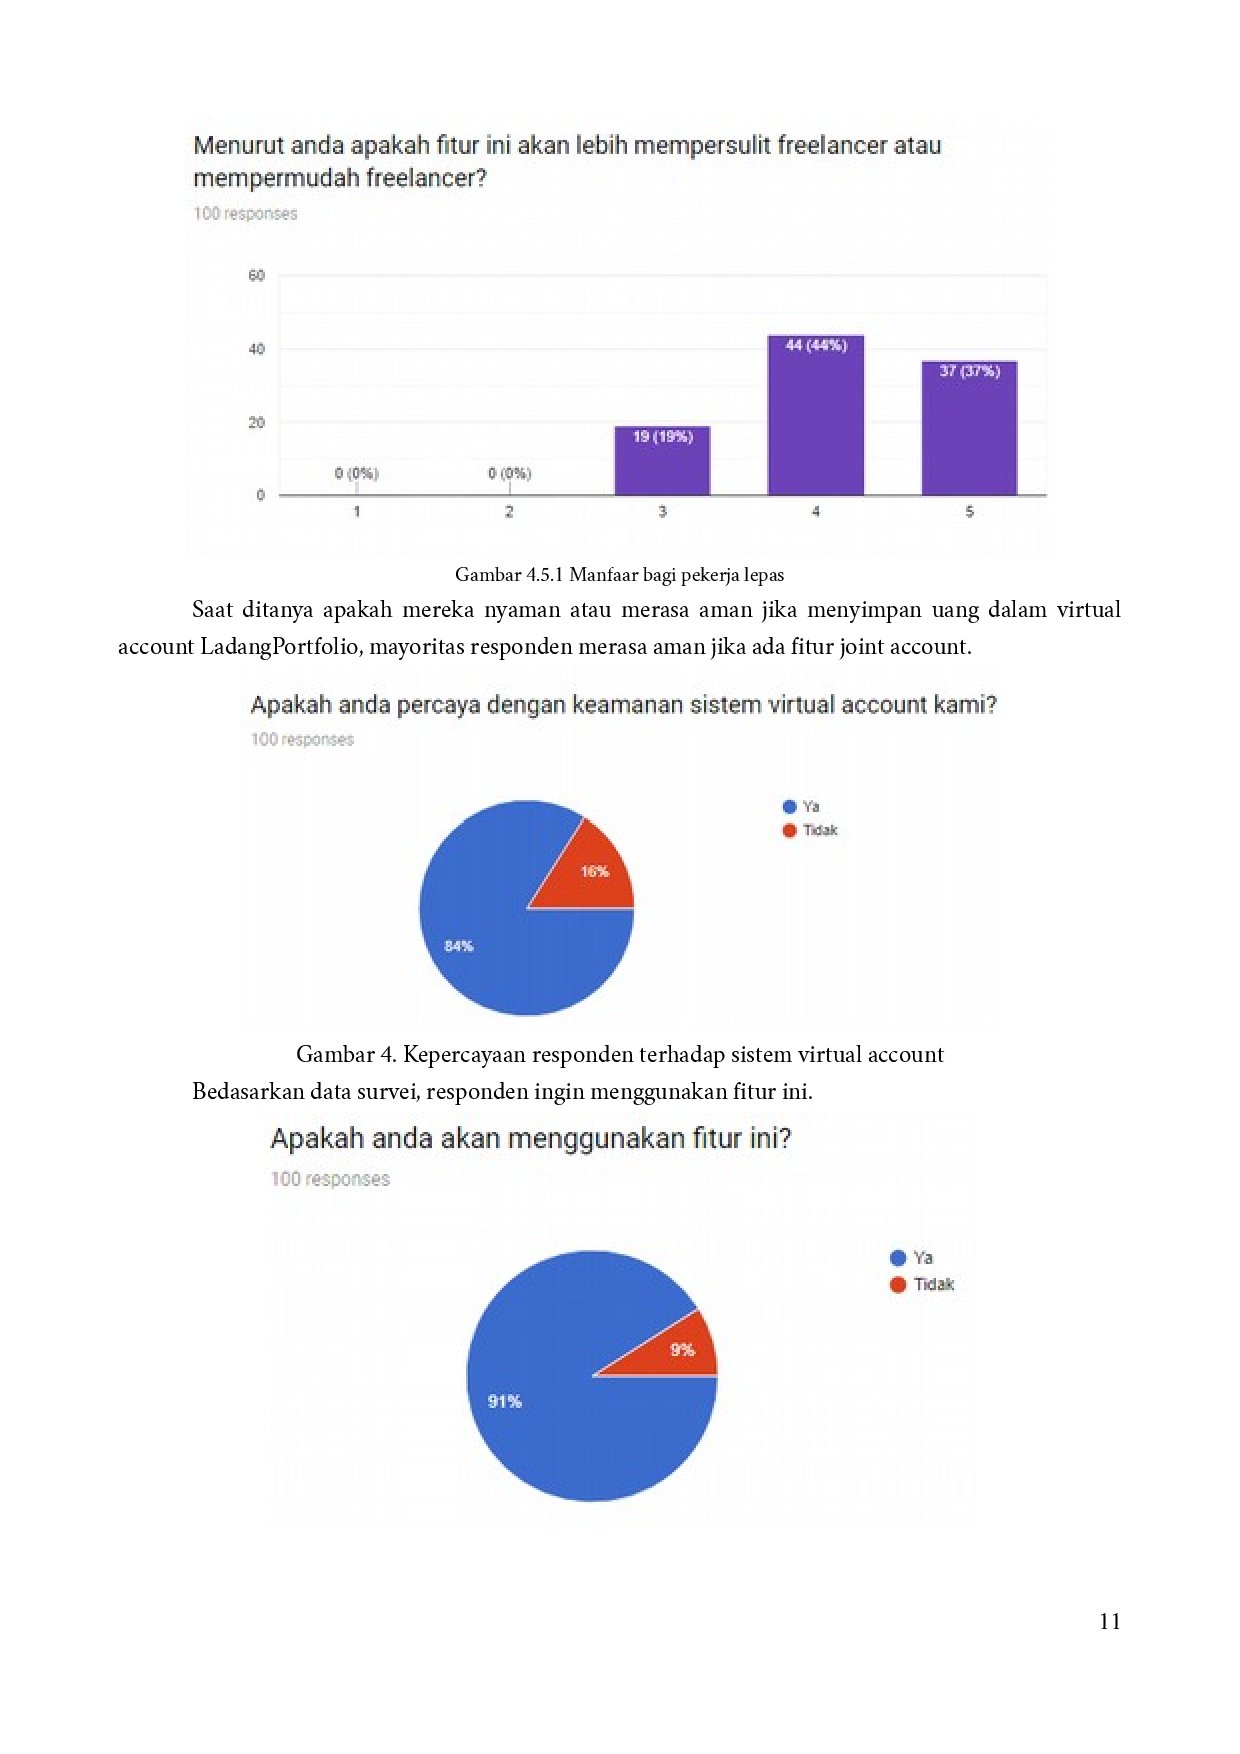 Menurut anda apakah fitur ini akan lebih mempersulit freelancer atau
mempermudah freelancer?
100 responses
60
40
20
0
0 (0%)
0 (0%)
19 (19%)
44 (44%)
37 (37%)
1
2
3
4
5
Gambar 4.5.1 Manfaar bagi pekerja lepas
Saat ditanya apakah mereka nyaman atau merasa aman jika menyimpan uang dalam virtual
account LadangPortfolio, mayoritas responden merasa aman jika ada fitur joint account.
Apakah anda percaya dengan keamanan sistem virtual account kami?
100 responses
Ya
Tidak
16%
84%
Gambar 4. Kepercayaan responden terhadap sistem virtual account
Bedasarkan data survei, responden ingin menggunakan fitur ini.
Apakah anda akan menggunakan fitur ini?
100 responses
Ya
Tidak
9%
91%
11